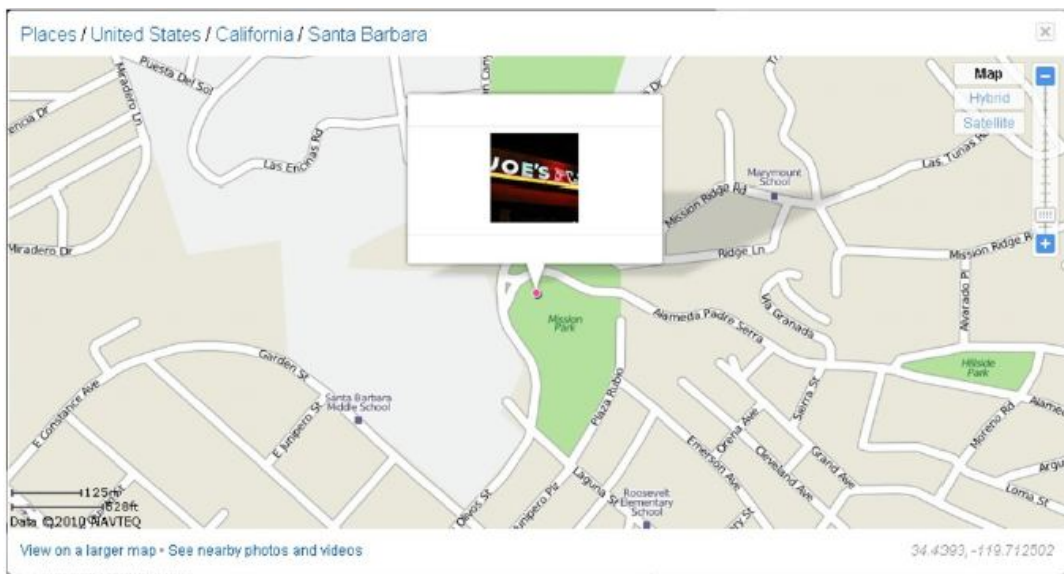 Places / United States / California / Santa Barbara
Map
Hybrid
Satellite
Puesta Del Sol
Miradero Ln
Las Encinas Rd
Las Tunas
Marymount School
Mission Ridge Rd
JOE'S
Miradero Dr
Ridge Ln
Mission Ridge R
Mission Park
Alameda Padre Serra
Via Granada
Alvarado Pl
Hillside Park
Garden St
Santa Barbara Middle School
E Constance Ave
E Junipero St
Plaza Rubio
Sierra St
Moreno Rd
Orena Ave
Cleveland Ave
Grand Ave
Emerson Ave
Laguna St
Junipero Plz
Olivos St
Roosevelt Elementary School
Loma St
125m
628ft
Data ©2010 NAVTEQ
View on a larger map • See nearby photos and videos
34.4393, -119.712502